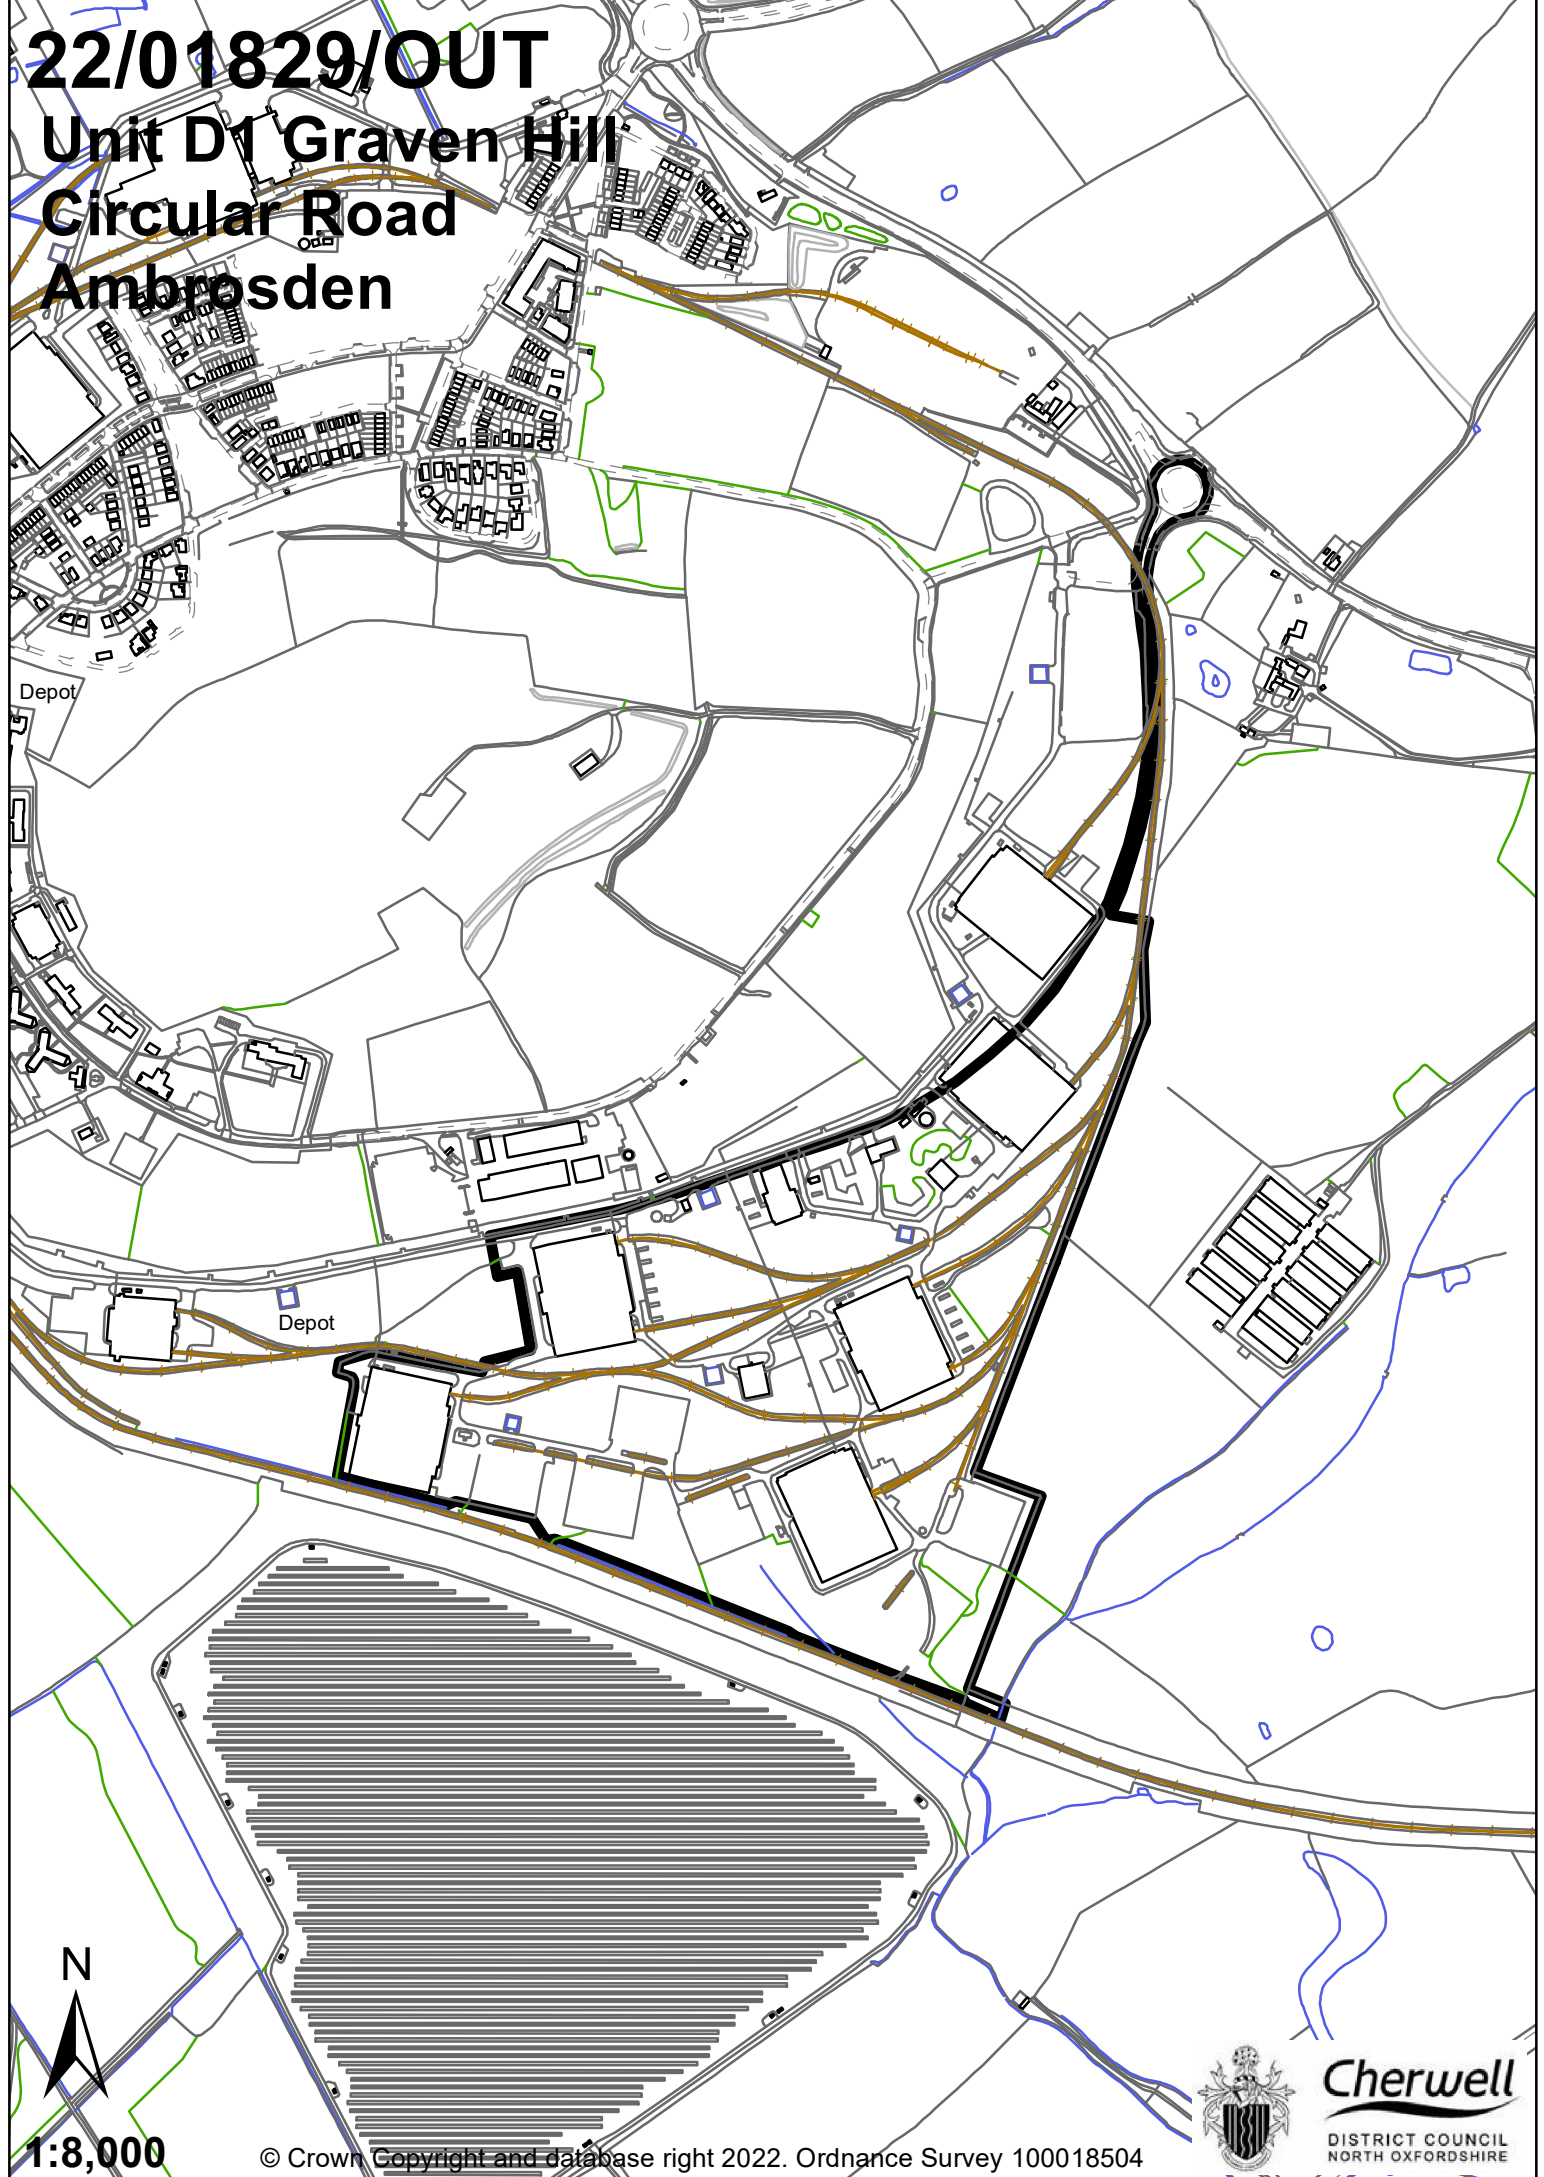 22/01829/OUT
Unit D1 Graven Hill
Circular Road
Ambrosden
Depot
Depot
N
1:8,000
© Crown Copyright and database right 2022. Ordnance Survey 100018504
Cherwell
DISTRICT COUNCIL
NORTH OXFORDSHIRE